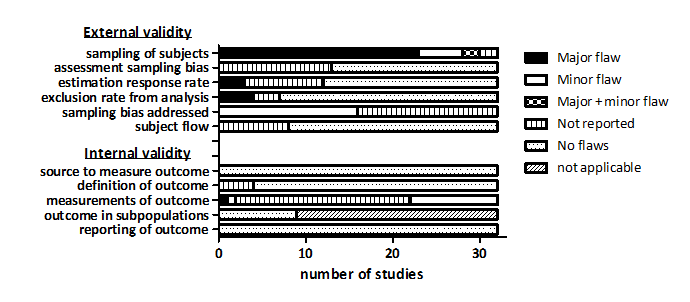 External validity
sampling of subjects
assessment sampling bias
estimation response rate
exclusion rate from analysis
sampling bias addressed
subject flow
Internal validity
source to measure outcome
definition of outcome
measurements of outcome
outcome in subpopulations
reporting of outcome
0 10 20 30
number of studies
Major flaw
Minor flaw
Major + minor flaw
Not reported
No flaws
not applicable